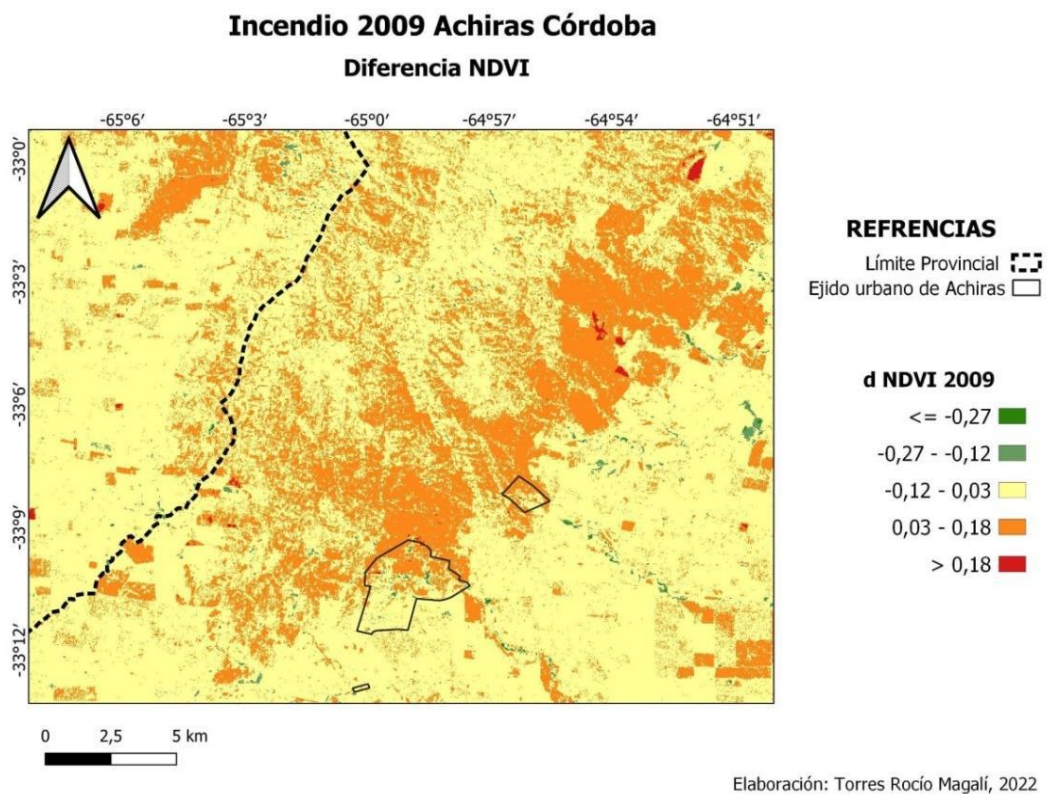 Incendio 2009 Achiras Córdoba
Diferencia NDVI
-65°6′ -65°3′ -65°0′ -64°57′ -64°54′ -64°51′
-33°0′
-33°3′
-33°6′
-33°9′
-33°12′
REFRENCIAS
Límite Provincial
Ejido urbano de Achiras
d NDVI 2009
<= -0,27
-0,27 - -0,12
-0,12 - 0,03
0,03 - 0,18
> 0,18
0 2,5 5 km
Elaboración: Torres Rocío Magalí, 2022